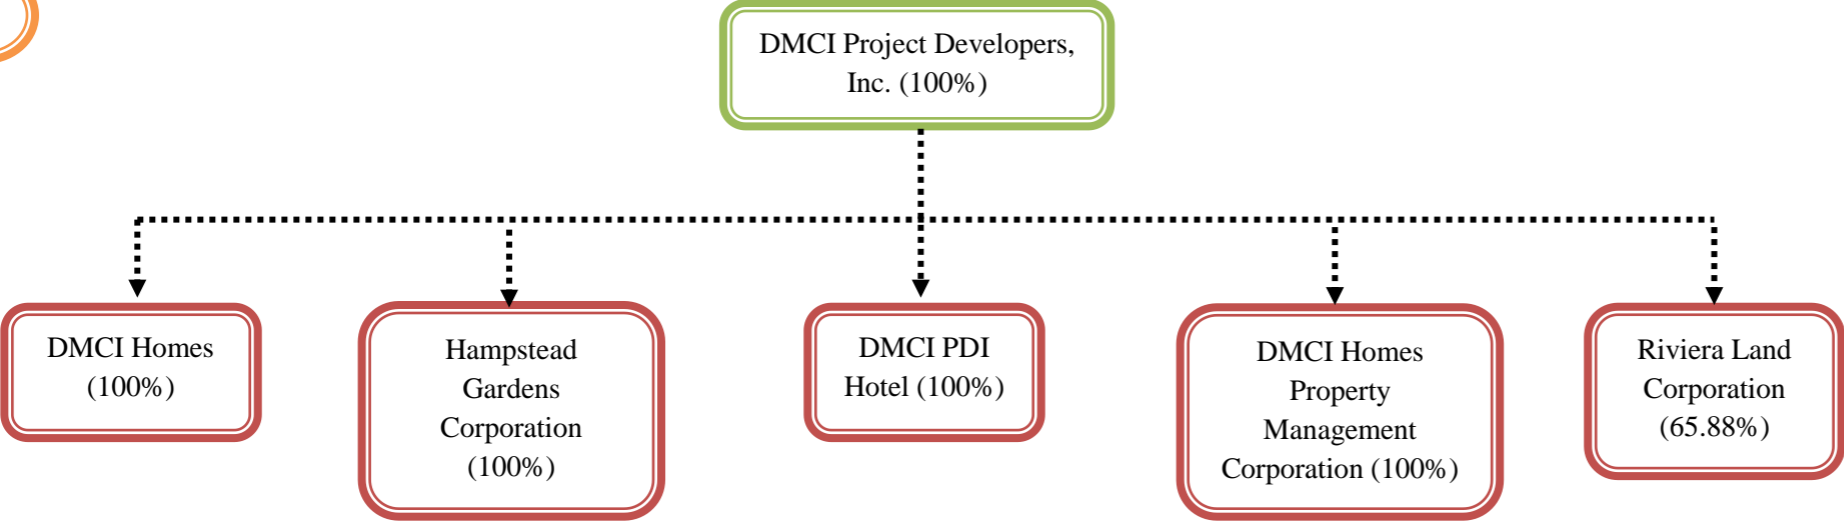 DMCI Project Developers,
Inc. (100%)
DMCI Homes
(100%)
Hampstead
Gardens
Corporation
(100%)
DMCI PDI
Hotel (100%)
DMCI Homes
Property
Management
Corporation (100%)
Riviera Land
Corporation
(65.88%)